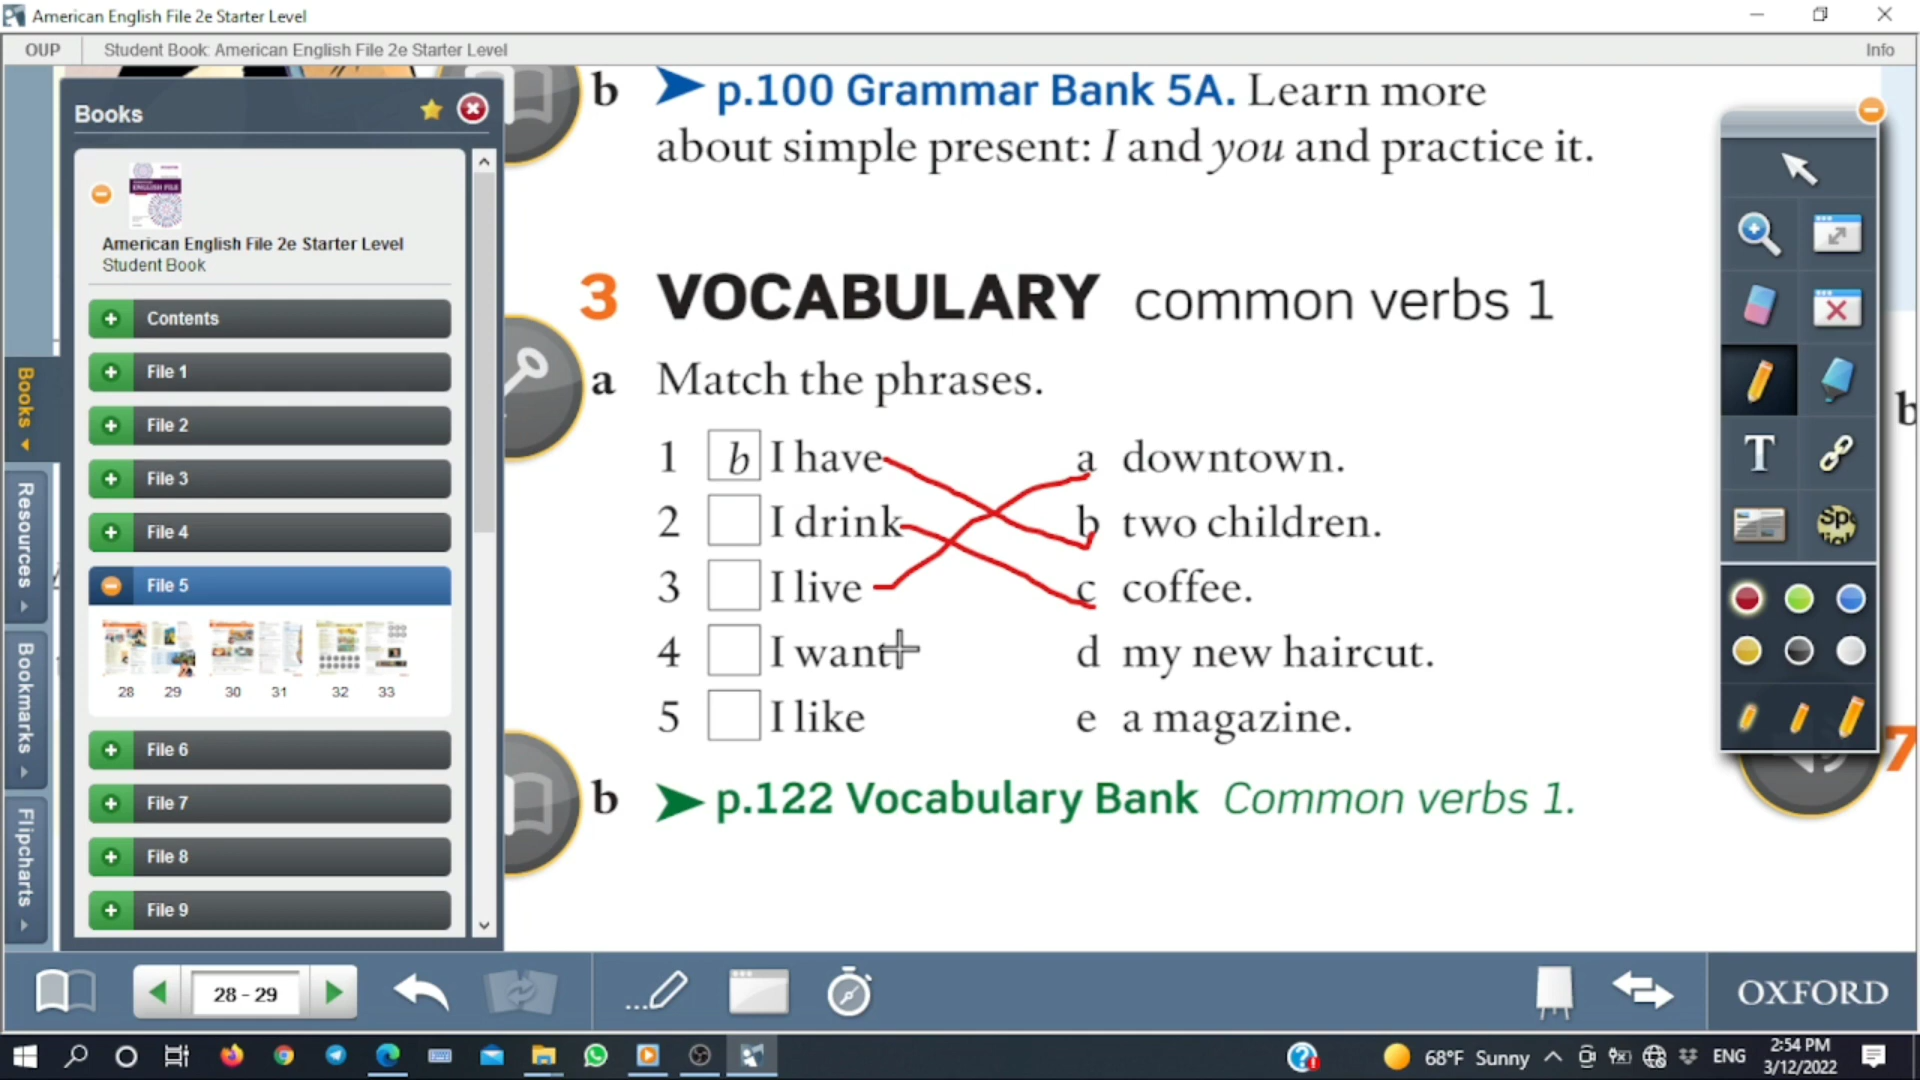 American English File 2e Starter Level
OUP Student Book: American English File 2e Starter Level Info
Books
American English File 2e Starter Level
Student Book
Contents
File 1
File 2
File 3
File 4
File 5
28 29 30 31 32 33
File 6
File 7
File 8
File 9
Books
Resources
Bookmarks
Flipcharts
ENGLISH FILE
b p.100 Grammar Bank 5A. Learn more
about simple present: I and you and practice it.
3 VOCABULARY common verbs 1
a Match the phrases.
1 b I have a downtown.
2 I drink b two children.
3 I live c coffee.
4 I want d my new haircut.
5 I like e a magazine.
b p.122 Vocabulary Bank Common verbs 1.
b
7
T
28 - 29
OXFORD
68°F Sunny ENG 2:54 PM
3/12/2022